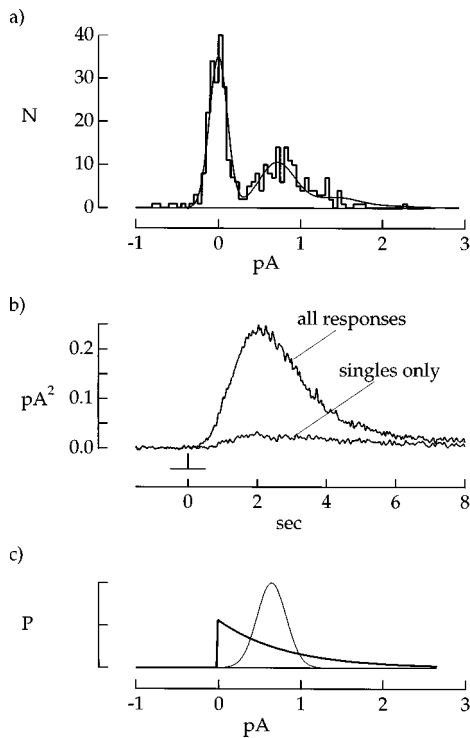 a)
40
30
20
10
0
N
-1 0 1 2 3
pA
b)
all responses
singles only
0.2
0.1
0.0
pA²
0 2 4 6 8
sec
c)
P
-1 0 1 2 3
pA